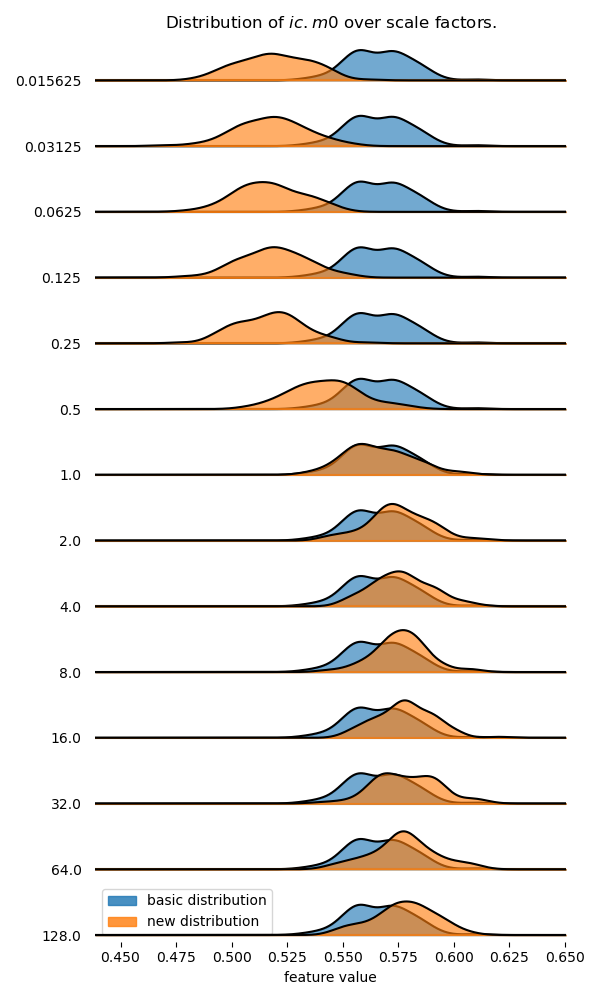 Distribution of ic.m0 over scale factors.
0.015625
0.03125
0.0625
0.125
0.25
0.5
1.0
2.0
4.0
8.0
16.0
32.0
64.0
basic distribution
new distribution
128.0
0.450 0.475 0.500 0.525 0.550 0.575 0.600 0.625 0.650
feature value